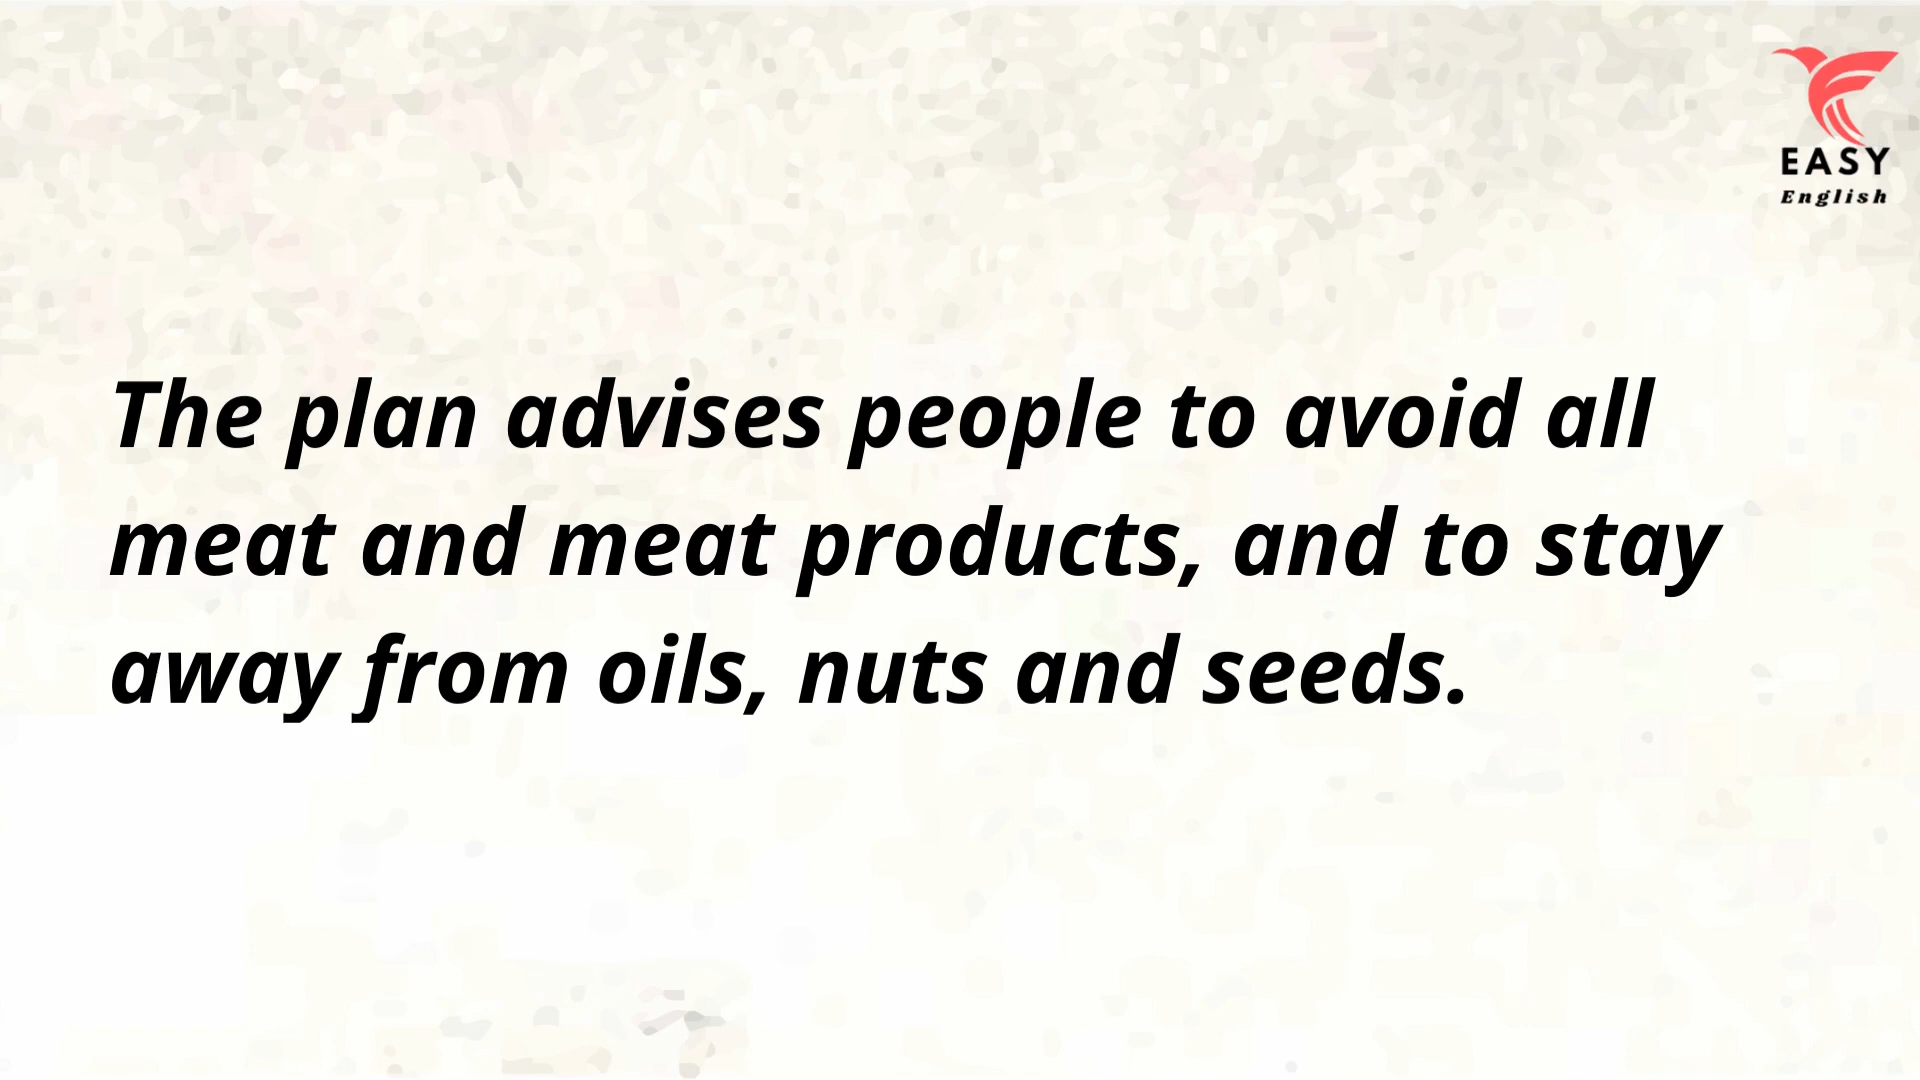 EASY
English
The plan advises people to avoid all
meat and meat products, and to stay
away from oils, nuts and seeds.